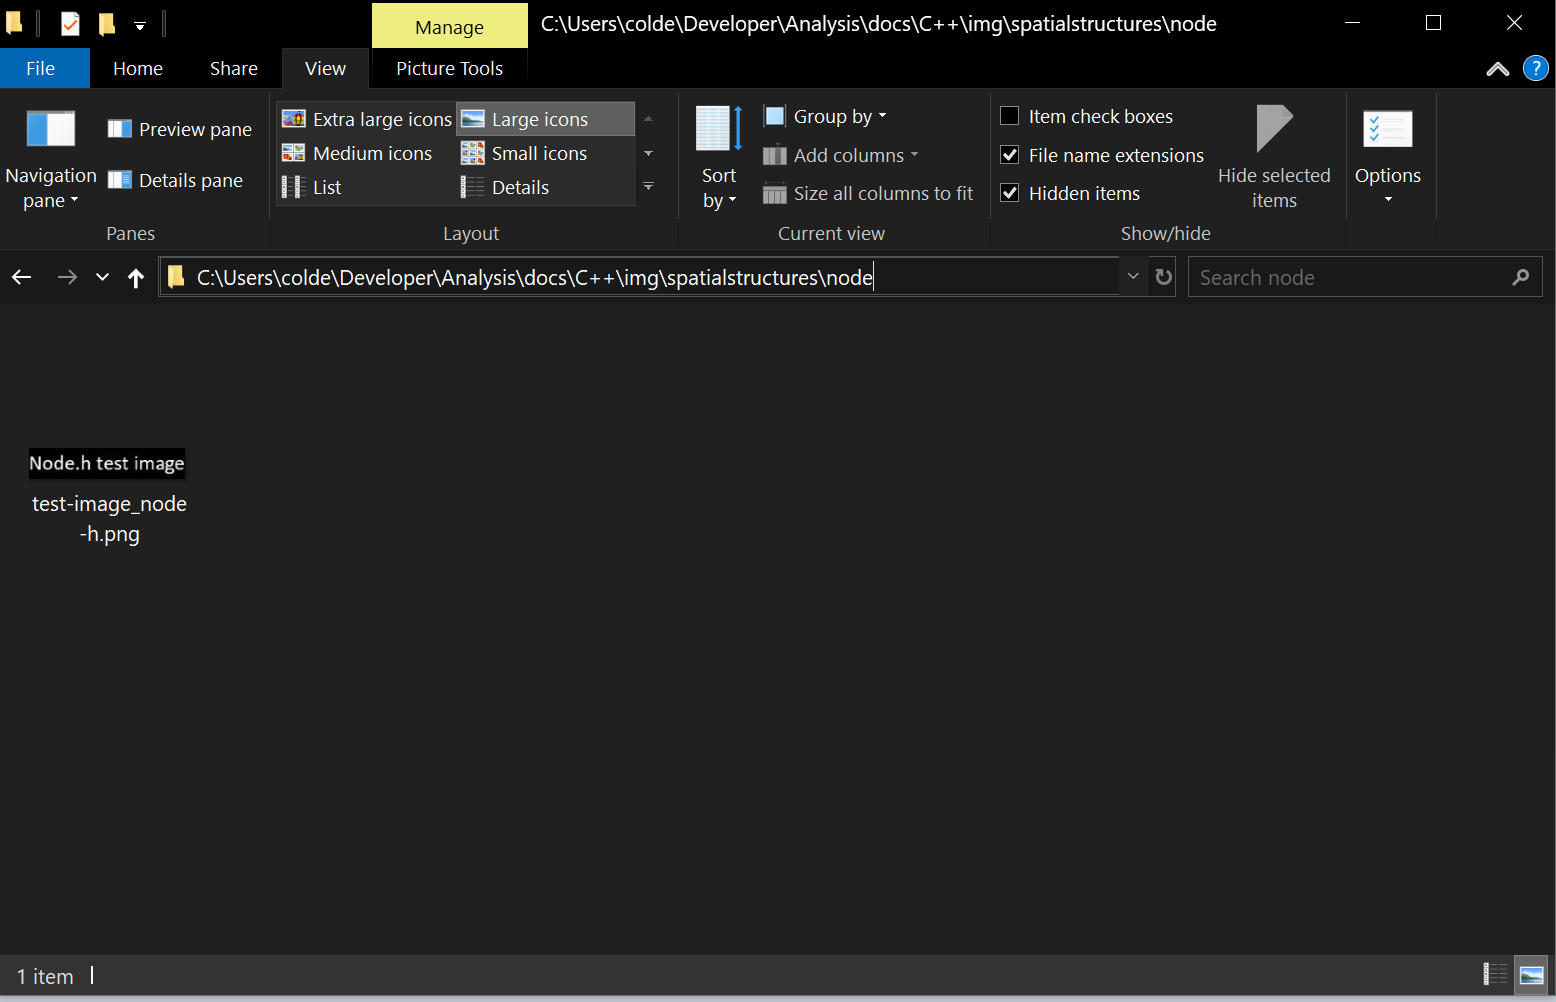 Manage
C:\Users\colde\Developer\Analysis\docs\C++\img\spatialstructures\node
File
Home
Share
View
Picture Tools
?
Navigation
pane
Preview pane
Details pane
Panes
Extra large icons
Large icons
Medium icons
Small icons
List
Details
Layout
Sort
by
Group by
Add columns
Size all columns to fit
Current view
Item check boxes
File name extensions
Hidden items
Hide selected
items
Show/hide
Options
C:\Users\colde\Developer\Analysis\docs\C++\img\spatialstructures\node
Search node
Node.h test image
test-image_node
-h.png
1 item